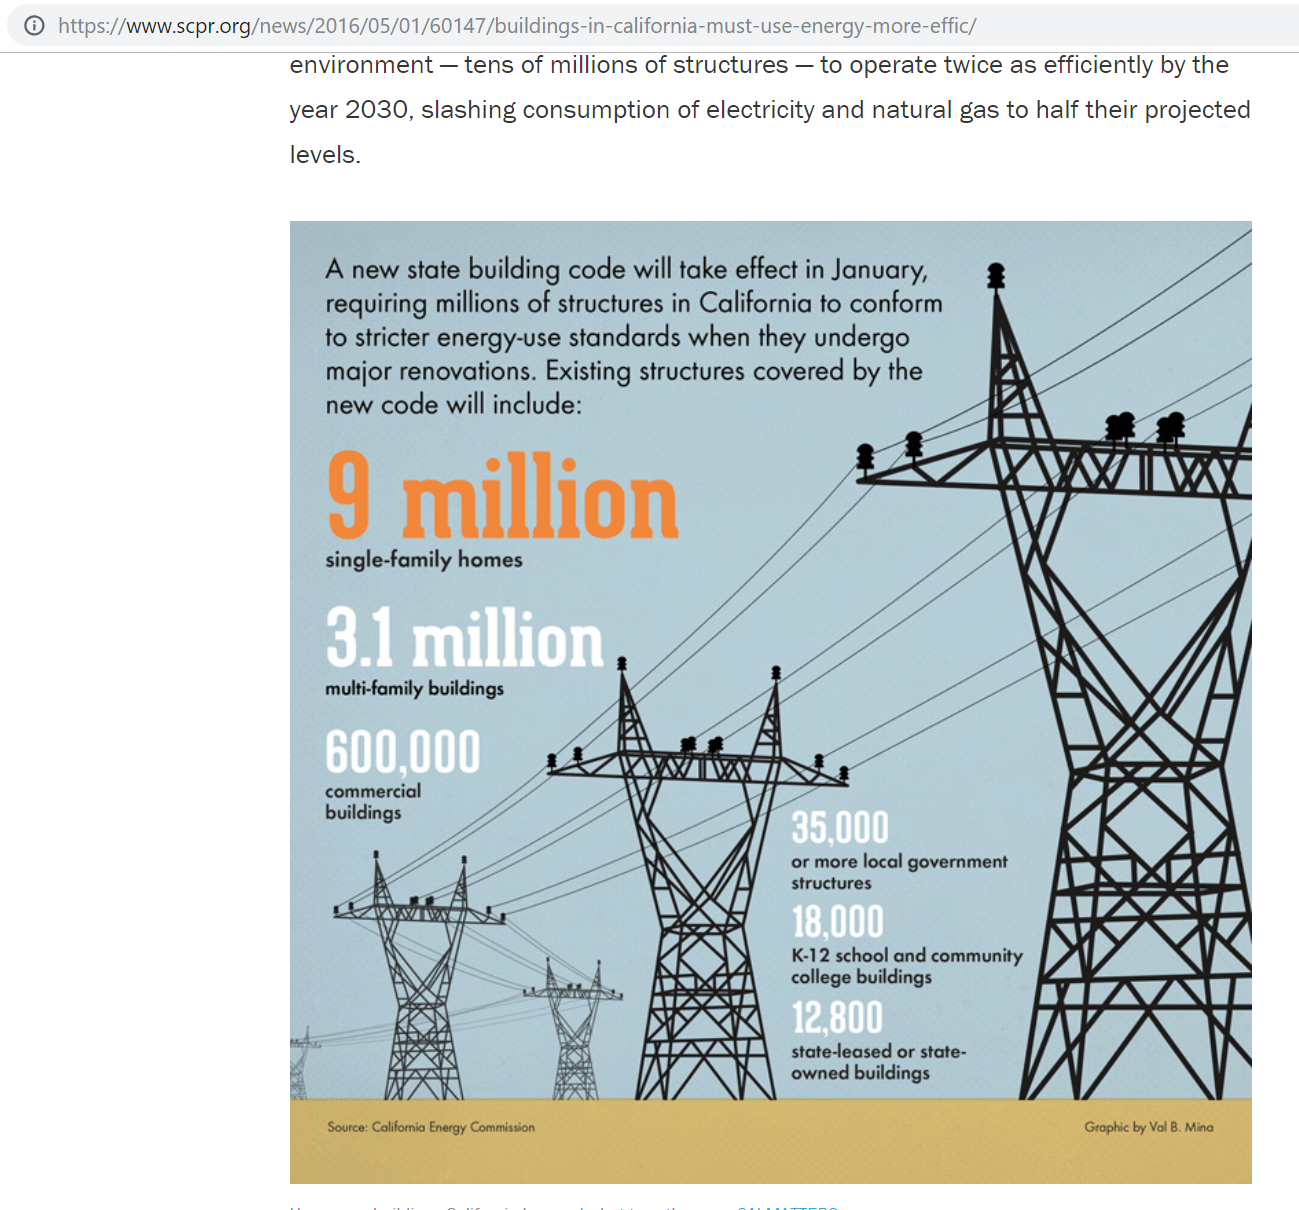 https://www.scpr.org/news/2016/05/01/60147/buildings-in-california-must-use-energy-more-effic/
environment — tens of millions of structures — to operate twice as efficiently by the
year 2030, slashing consumption of electricity and natural gas to half their projected
levels.
A new state building code will take effect in January,
requiring millions of structures in California to conform
to stricter energy-use standards when they undergo
major renovations. Existing structures covered by the
new code will include:
9 million
single-family homes
3.1 million
multi-family buildings
600,000
commercial
buildings
35,000
or more local government
structures
18,000
K-12 school and community
college buildings
12,800
state-leased or state-
owned buildings
Source: California Energy Commission
Graphic by Val B. Mina
CALMATTERS